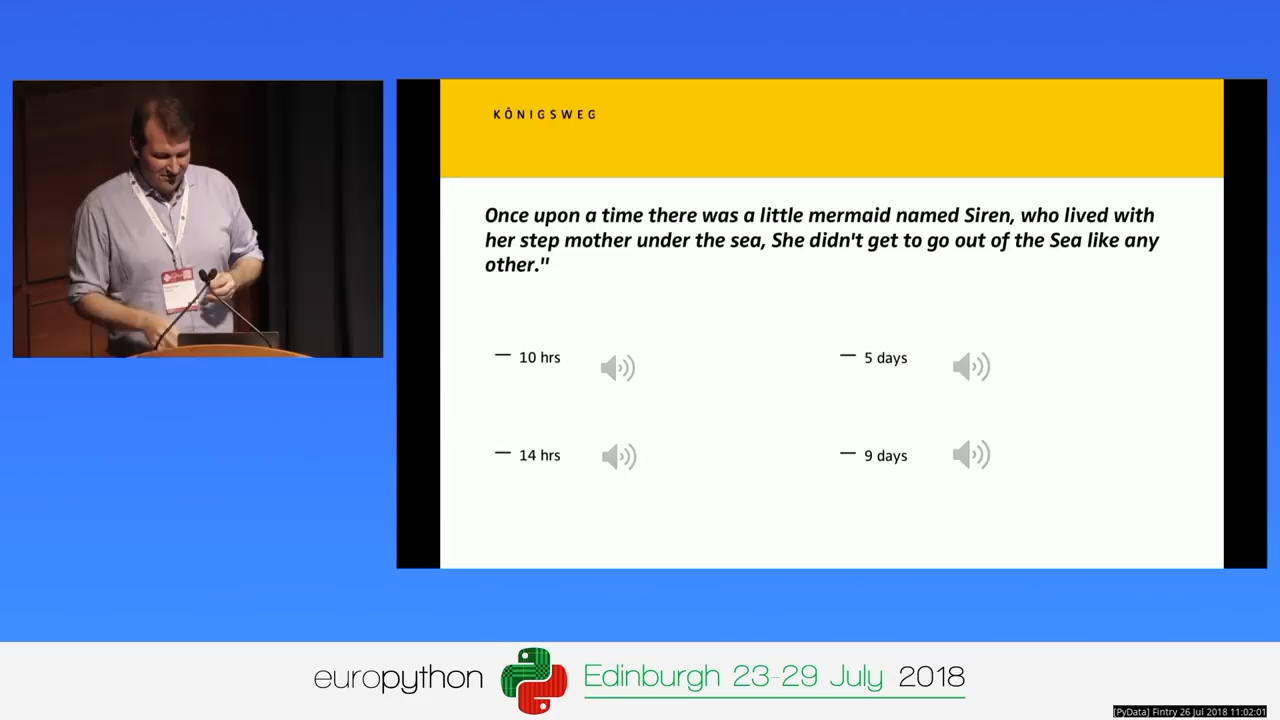 KÖNIGSWEG
Once upon a time there was a little mermaid named Siren, who lived with
her step mother under the sea, She didn't get to go out of the Sea like any
other."
— 10 hrs
— 5 days
— 14 hrs
— 9 days
europython Edinburgh 23-29 July 2018
[PyData] Fintry 26 Jul 2018 11:02:01